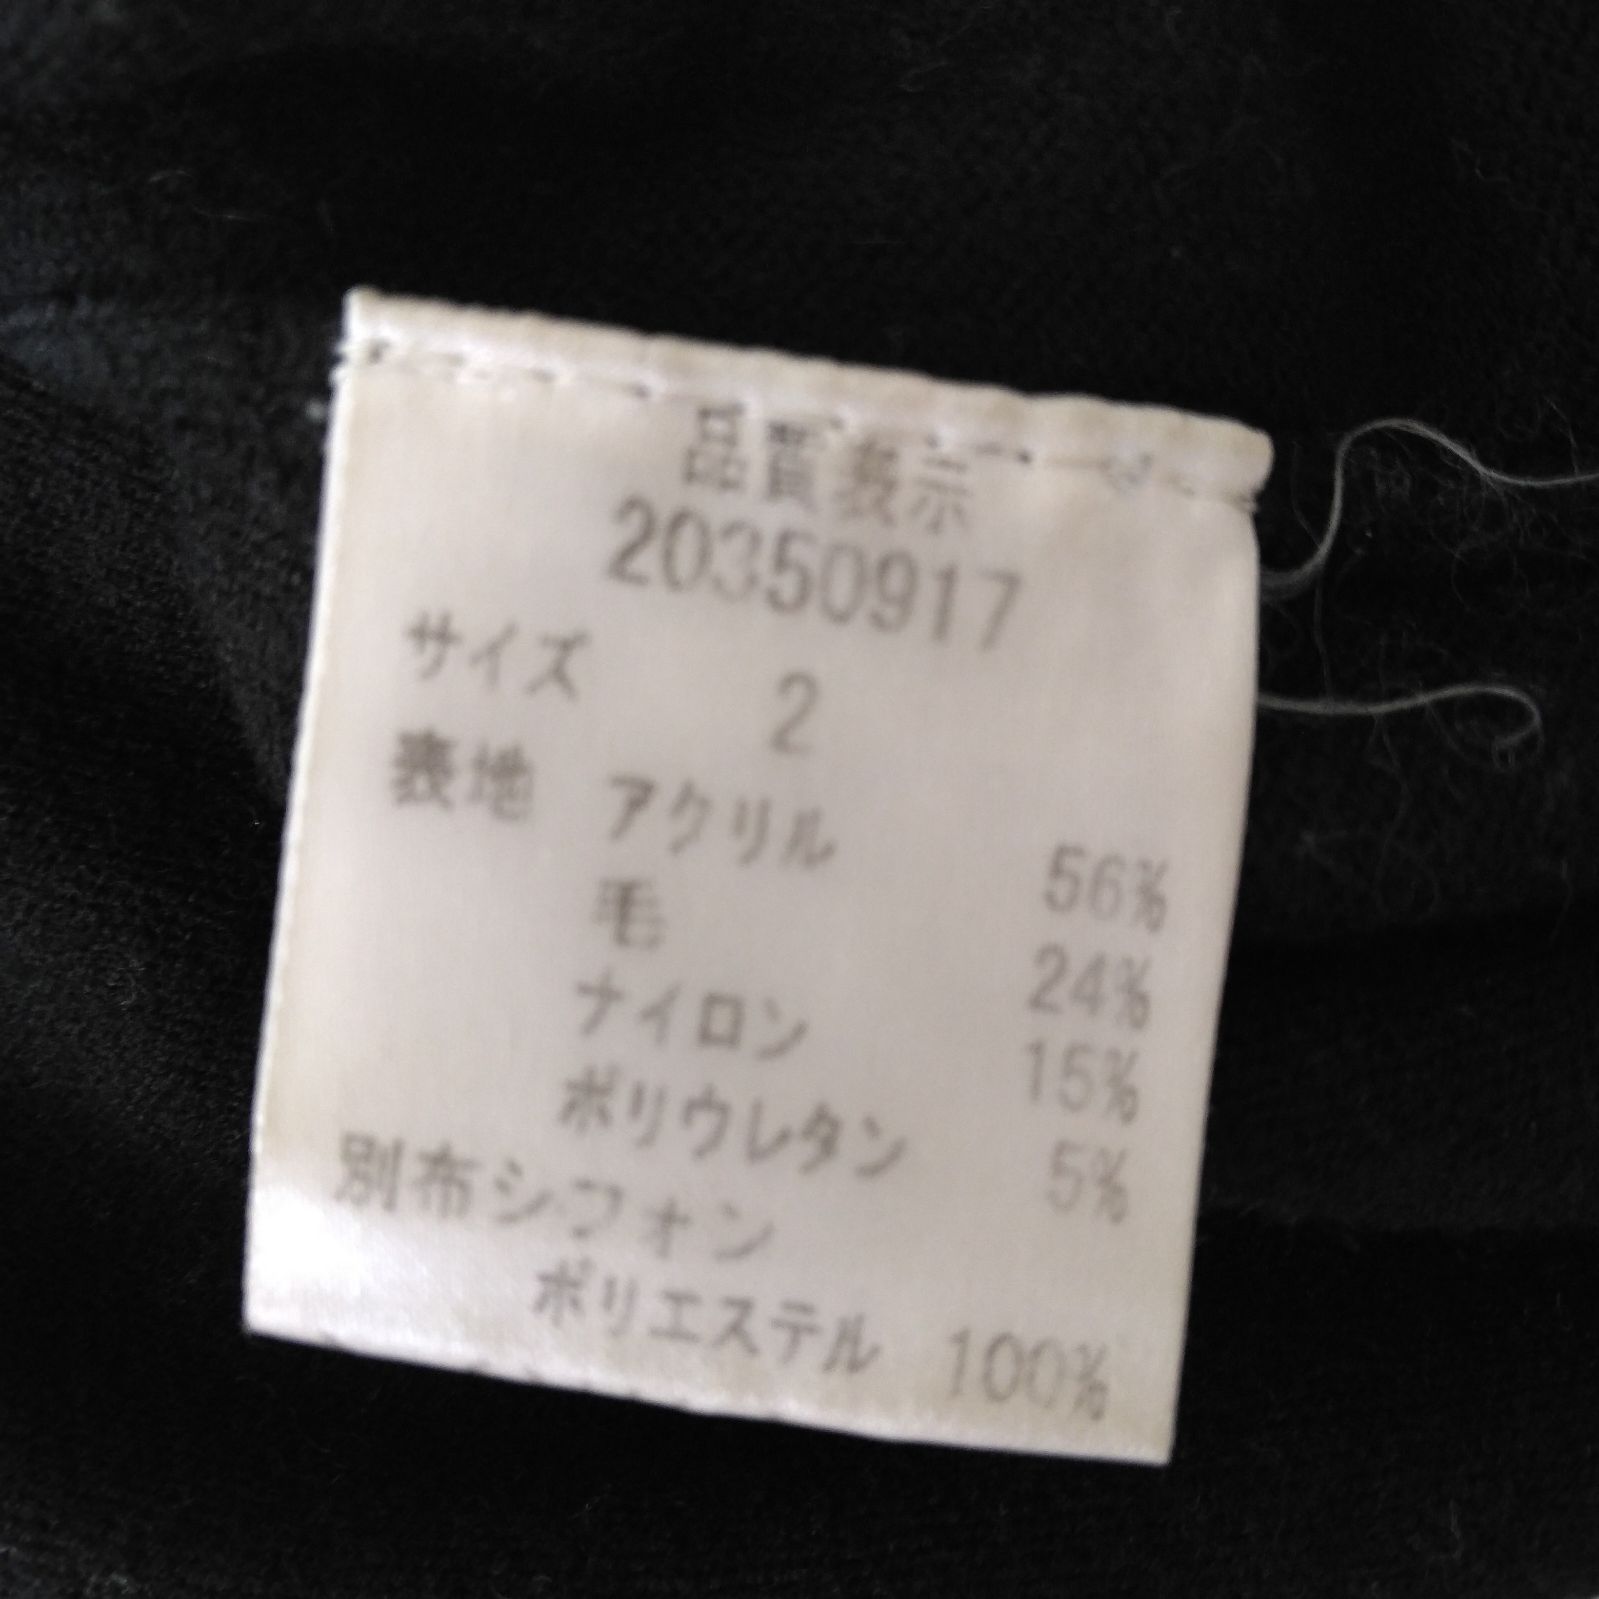 品質表示
20350917
サイズ 2
表地 アクリル 56%
毛 24%
ナイロン 15%
ポリウレタン 5%
別布シフォン
ポリエステル 100%